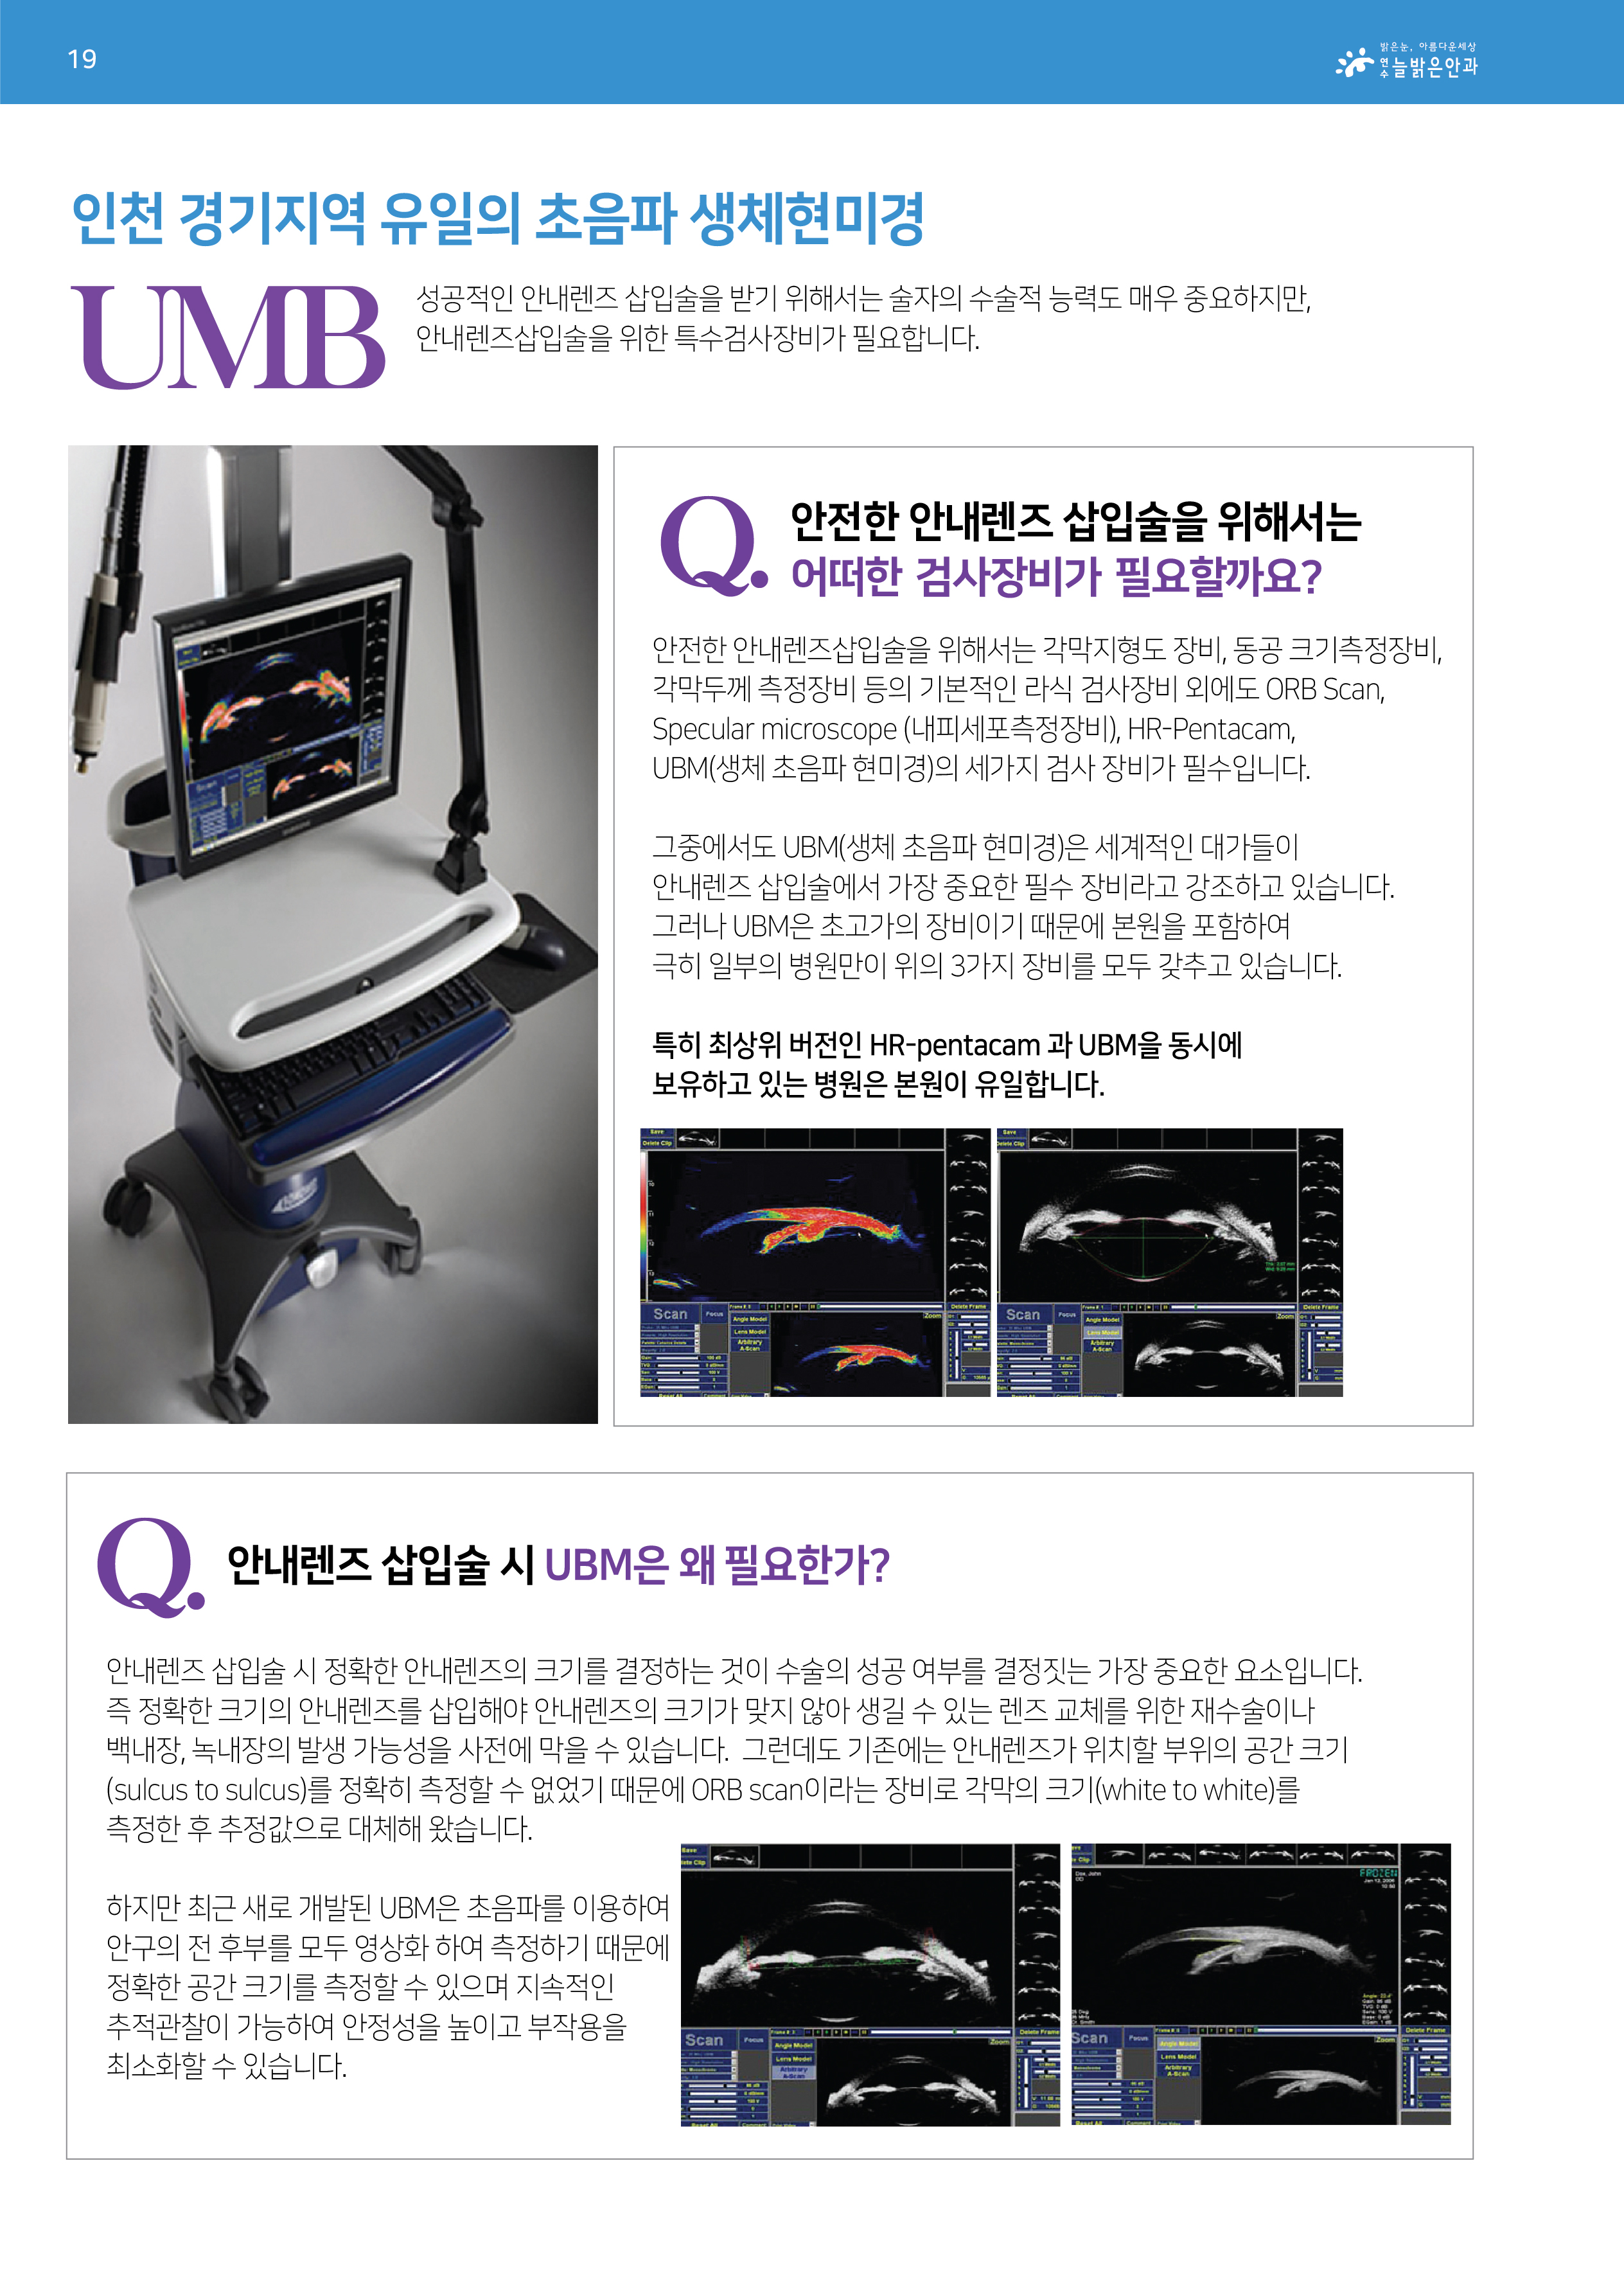 19
밝은눈, 아름다운세상
연수 늘밝은안과
인천 경기지역 유일의 초음파 생체현미경
UMB
성공적인 안내렌즈 삽입술을 받기 위해서는 술자의 수술적 능력도 매우 중요하지만,
안내렌즈삽입술을 위한 특수검사장비가 필요합니다.
Q. 안전한 안내렌즈 삽입술을 위해서는
어떠한 검사장비가 필요할까요?
안전한 안내렌즈삽입술을 위해서는 각막지형도 장비, 동공 크기측정장비,
각막두께 측정장비 등의 기본적인 라식 검사장비 외에도 ORB Scan,
Specular microscope (내피세포측정장비), HR-Pentacam,
UBM(생체 초음파 현미경)의 세가지 검사 장비가 필수입니다.
그중에서도 UBM(생체 초음파 현미경)은 세계적인 대가들이
안내렌즈 삽입술에서 가장 중요한 필수 장비라고 강조하고 있습니다.
그러나 UBM은 초고가의 장비이기 때문에 본원을 포함하여
극히 일부의 병원만이 위의 3가지 장비를 모두 갖추고 있습니다.
특히 최상위 버전인 HR-pentacam 과 UBM을 동시에
보유하고 있는 병원은 본원이 유일합니다.
Save
Delete Clip
Scan
Focus
Angle Model
Lens Model
Arbitrary
A-Scan
Zoom
Delete Frame
Save
Delete Clip
Scan
Focus
Angle Model
Lens Model
Arbitrary
A-Scan
Zoom
Delete Frame
Q. 안내렌즈 삽입술 시 UBM은 왜 필요한가?
안내렌즈 삽입술 시 정확한 안내렌즈의 크기를 결정하는 것이 수술의 성공 여부를 결정짓는 가장 중요한 요소입니다.
즉 정확한 크기의 안내렌즈를 삽입해야 안내렌즈의 크기가 맞지 않아 생길 수 있는 렌즈 교체를 위한 재수술이나
백내장, 녹내장의 발생 가능성을 사전에 막을 수 있습니다. 그런데도 기존에는 안내렌즈가 위치할 부위의 공간 크기
(sulcus to sulcus)를 정확히 측정할 수 없었기 때문에 ORB scan이라는 장비로 각막의 크기(white to white)를
측정한 후 추정값으로 대체해 왔습니다.
하지만 최근 새로 개발된 UBM은 초음파를 이용하여
안구의 전 후부를 모두 영상화 하여 측정하기 때문에
정확한 공간 크기를 측정할 수 있으며 지속적인
추적관찰이 가능하여 안정성을 높이고 부작용을
최소화할 수 있습니다.
Scan
Focus
Angle Model
Lens Model
Arbitrary
A-Scan
Zoom
Delete Frame
FROZEN
Scan
Focus
Angle Model
Lens Model
Arbitrary
A-Scan
Zoom
Delete Frame